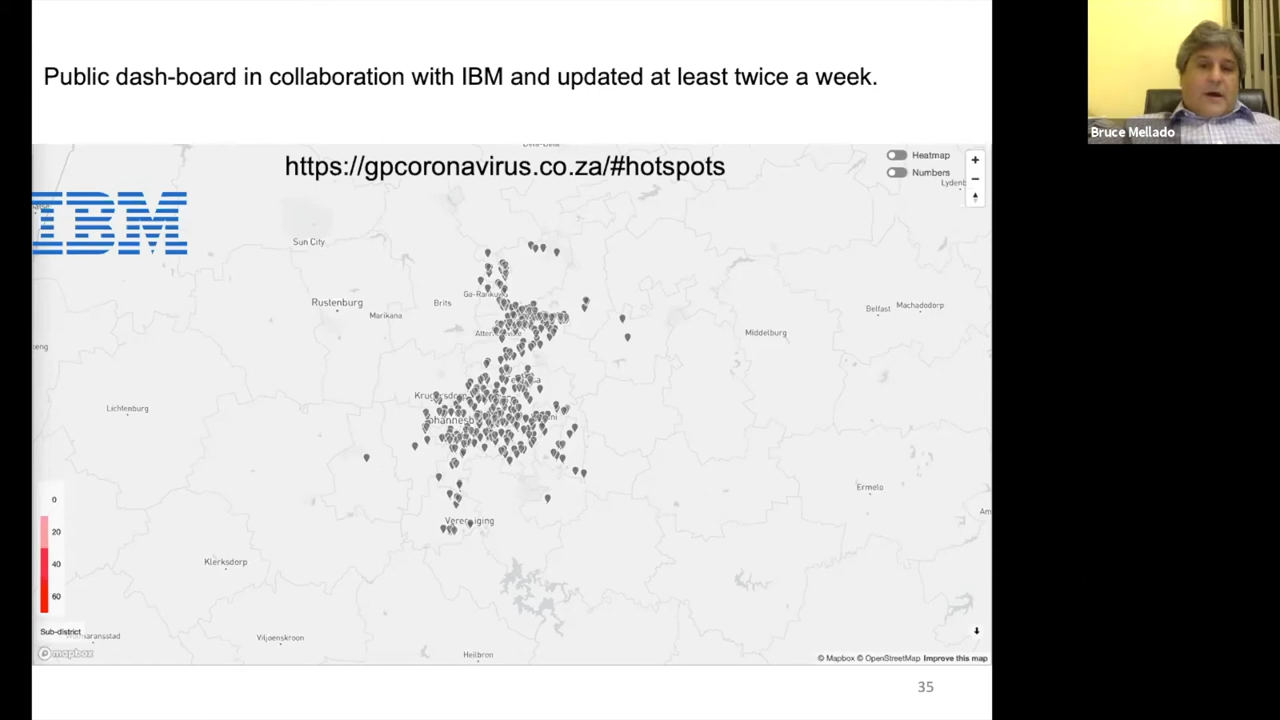 Public dash-board in collaboration with IBM and updated at least twice a week.
Bruce Mellado
https://gpcoronavirus.co.za/#hotspots
Heatmap
Numbers
IBM
Sun City
Rustenburg
Brits
Marikana
Belfast
Machadodorp
Middelburg
Lichtenburg
Ermelo
Vereeniging
Klerksdorp
0
20
40
60
Sub-district
Viljoenskroon
Heilbron
mapbox
© Mapbox © OpenStreetMap Improve this map
35